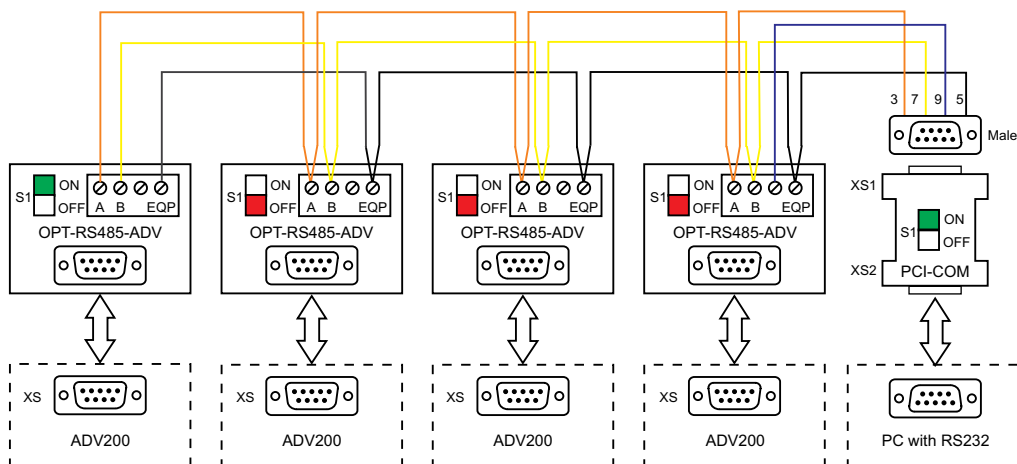 3 7 9 5
Male
S1 ON
OFF
A B EQP
OPT-RS485-ADV
S1 ON
OFF
A B EQP
OPT-RS485-ADV
S1 ON
OFF
A B EQP
OPT-RS485-ADV
S1 ON
OFF
A B EQP
OPT-RS485-ADV
XS1
S1 ON
OFF
XS2 PCI-COM
XS
ADV200
XS
ADV200
XS
ADV200
XS
ADV200
PC with RS232